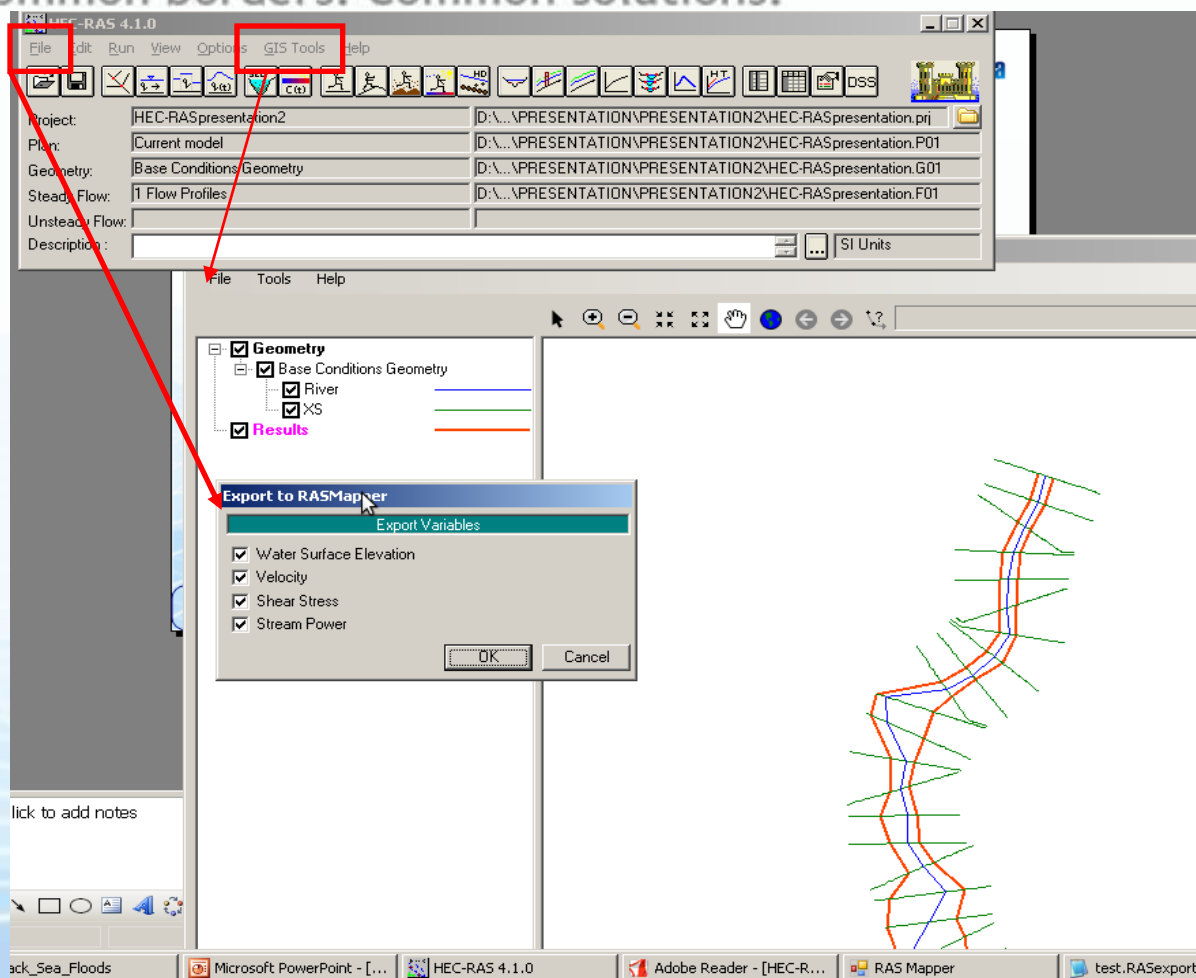 ommon borders. Common solutions.
HEC-RAS 4.1.0
File Edit Run View Options GIS Tools Help
DSS
Project: HEC-RASpresentation2 D:\...\PRESENTATION\PRESENTATION2\HEC-RASpresentation.prj
Plan: Current model D:\...\PRESENTATION\PRESENTATION2\HEC-RASpresentation.P01
Geometry: Base Conditions Geometry D:\...\PRESENTATION\PRESENTATION2\HEC-RASpresentation.G01
Steady Flow: 1 Flow Profiles D:\...\PRESENTATION\PRESENTATION2\HEC-RASpresentation.F01
Unsteady Flow:
Description : ... SI Units
File Tools Help
Geometry
Base Conditions Geometry
River
XS
Results
Export to RASMapper
Export Variables
Water Surface Elevation
Velocity
Shear Stress
Stream Power
OK Cancel
lick to add notes
ack_Sea_Floods Microsoft PowerPoint - [... HEC-RAS 4.1.0 Adobe Reader - [HEC-R... RAS Mapper test.RASexport